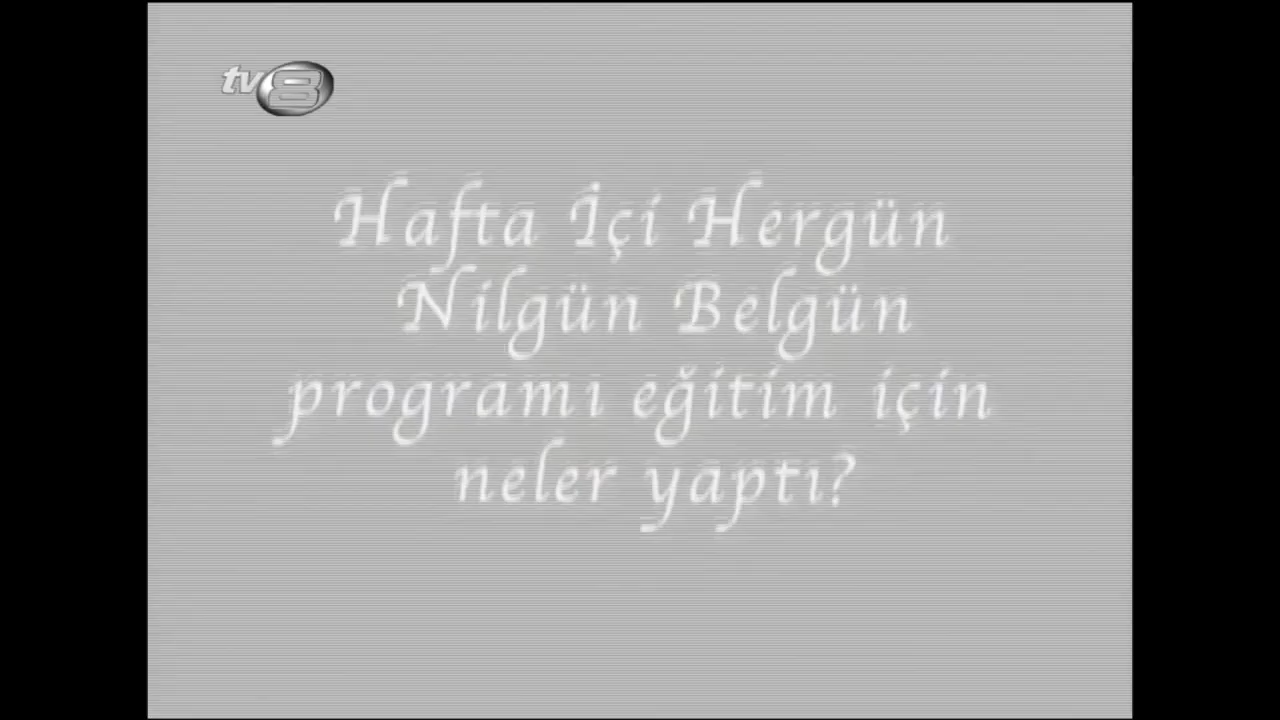 tv8
Hafta İçi Hergün
Nilgün Belgün
programı eğitim için
neler yaptı?